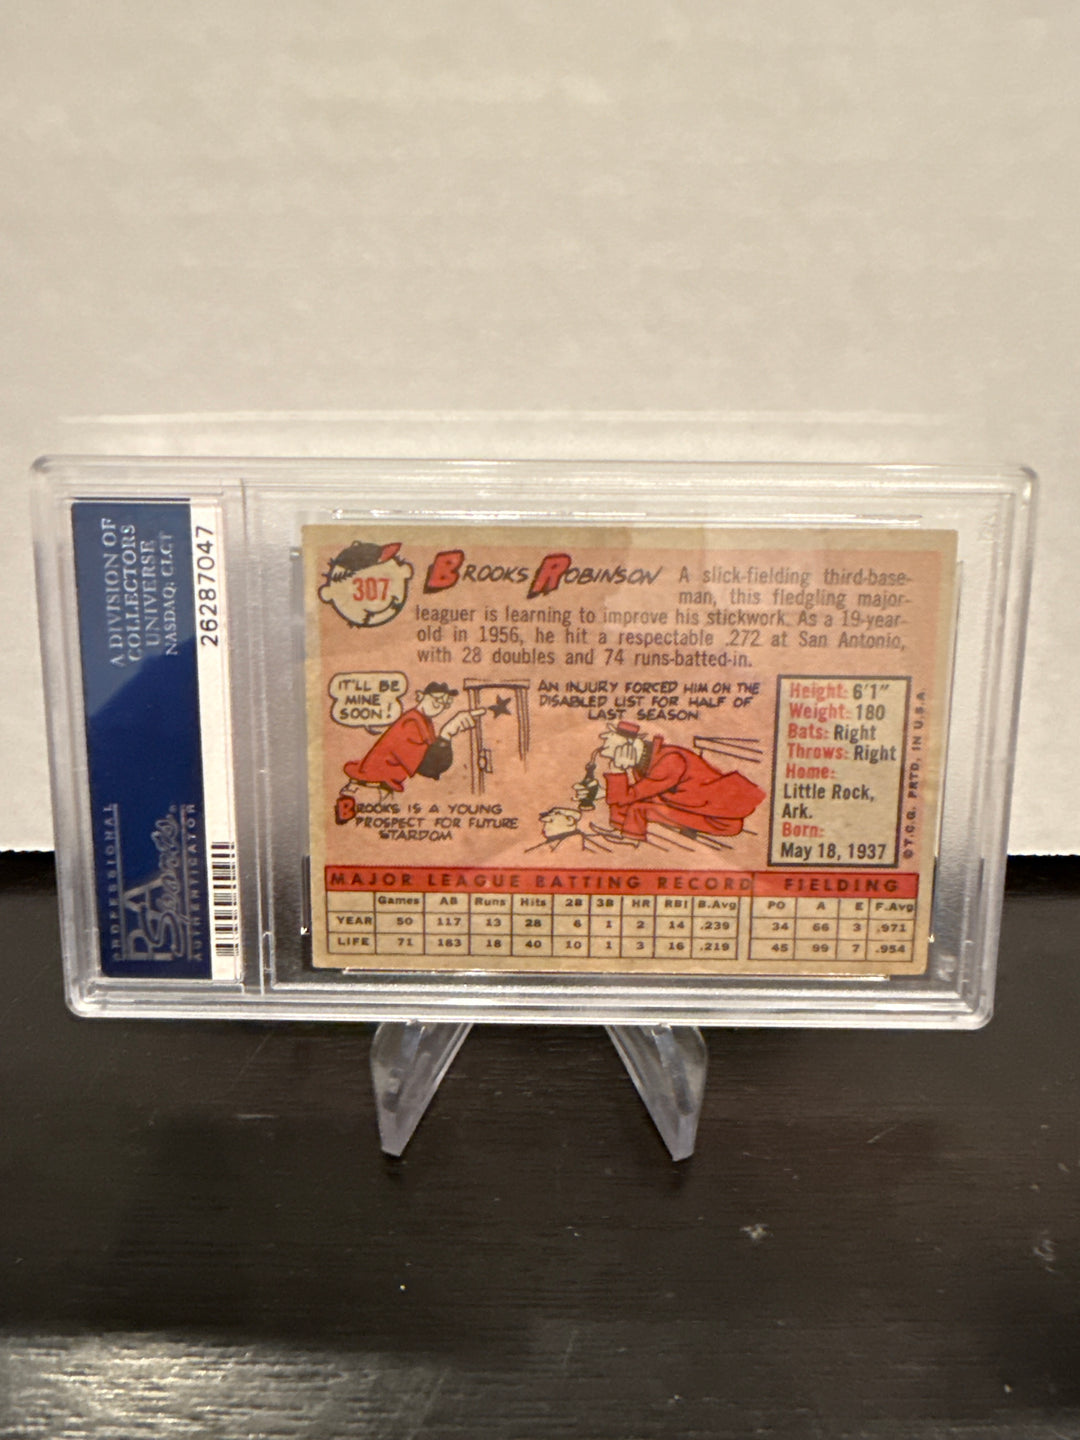 A DIVISION OF
COLLECTORS
UNIVERSE
NASDAQ: CLCT
26287047
PSA
PROFESSIONAL
Sports
AUTHENTICATOR
307
BROOKS ROBINSON
A slick-fielding third-base-
man, this fledgling major-
leaguer is learning to improve his stickwork. As a 19-year-
old in 1956, he hit a respectable .272 at San Antonio,
with 28 doubles and 74 runs-batted-in.
IT'LL BE
MINE
SOON!
BROOKS IS A YOUNG
PROSPECT FOR FUTURE
STARDOM
AN INJURY FORCED HIM ON THE
DISABLED LIST FOR HALF OF
LAST SEASON
Height: 6'1"
Weight: 180
Bats: Right
Throws: Right
Home:
Little Rock,
Ark.
Born:
May 18, 1937
© T.C.G. PRTD. IN U.S.A.
MAJOR LEAGUE BATTING RECORD FIELDING
Games AB Runs Hits 2B 3B HR RBI B.Avg PO A E F.Avg
YEAR 50 117 13 28 6 1 2 14 .239 34 66 3 .971
LIFE 71 163 18 40 10 1 3 16 .219 45 99 7 .954